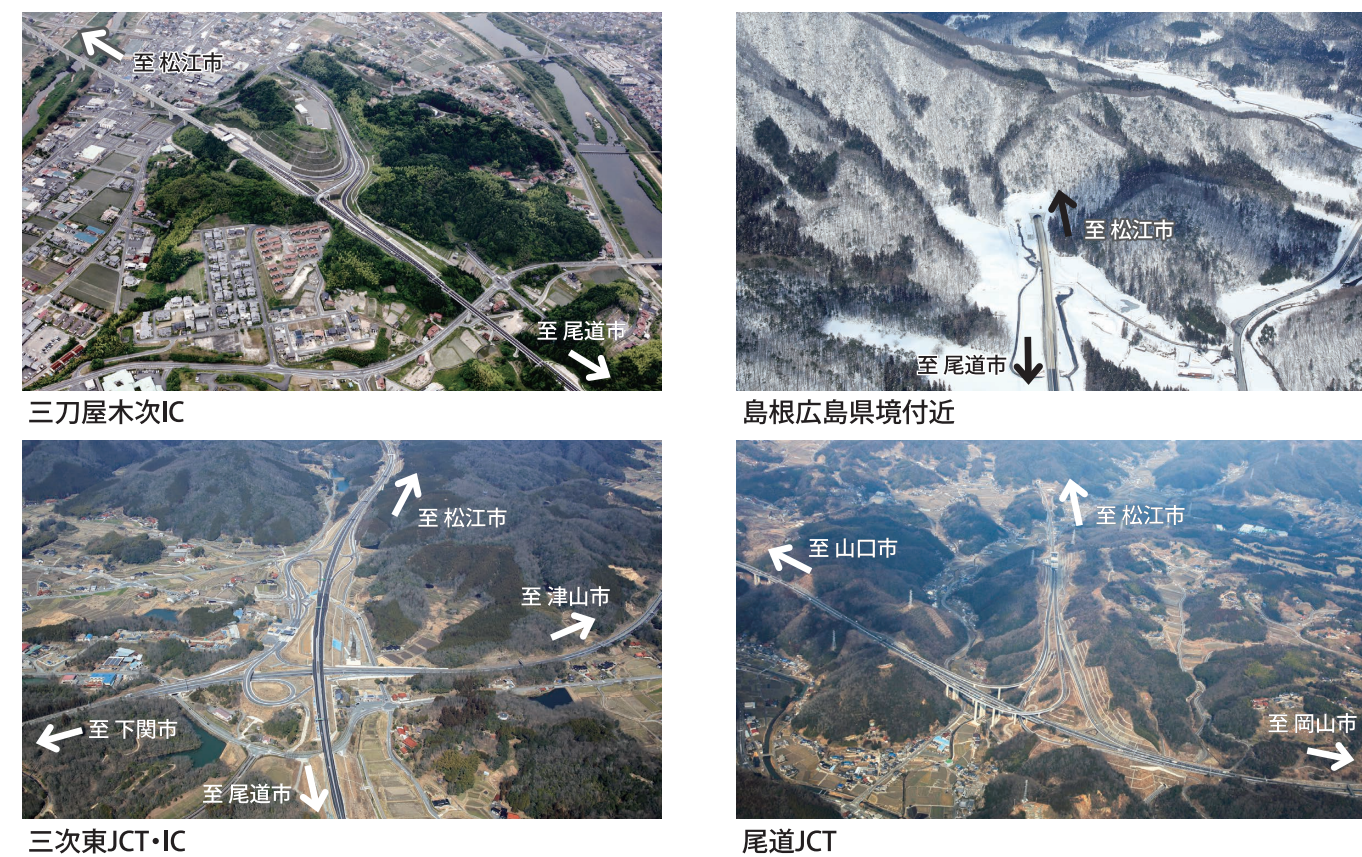 至 松江市
至 尾道市
三刀屋木次IC
至 松江市
至 尾道市
島根広島県境付近
至 松江市
至 津山市
至 下関市
至 尾道市
三次東JCT・IC
至 松江市
至 山口市
至 岡山市
尾道JCT